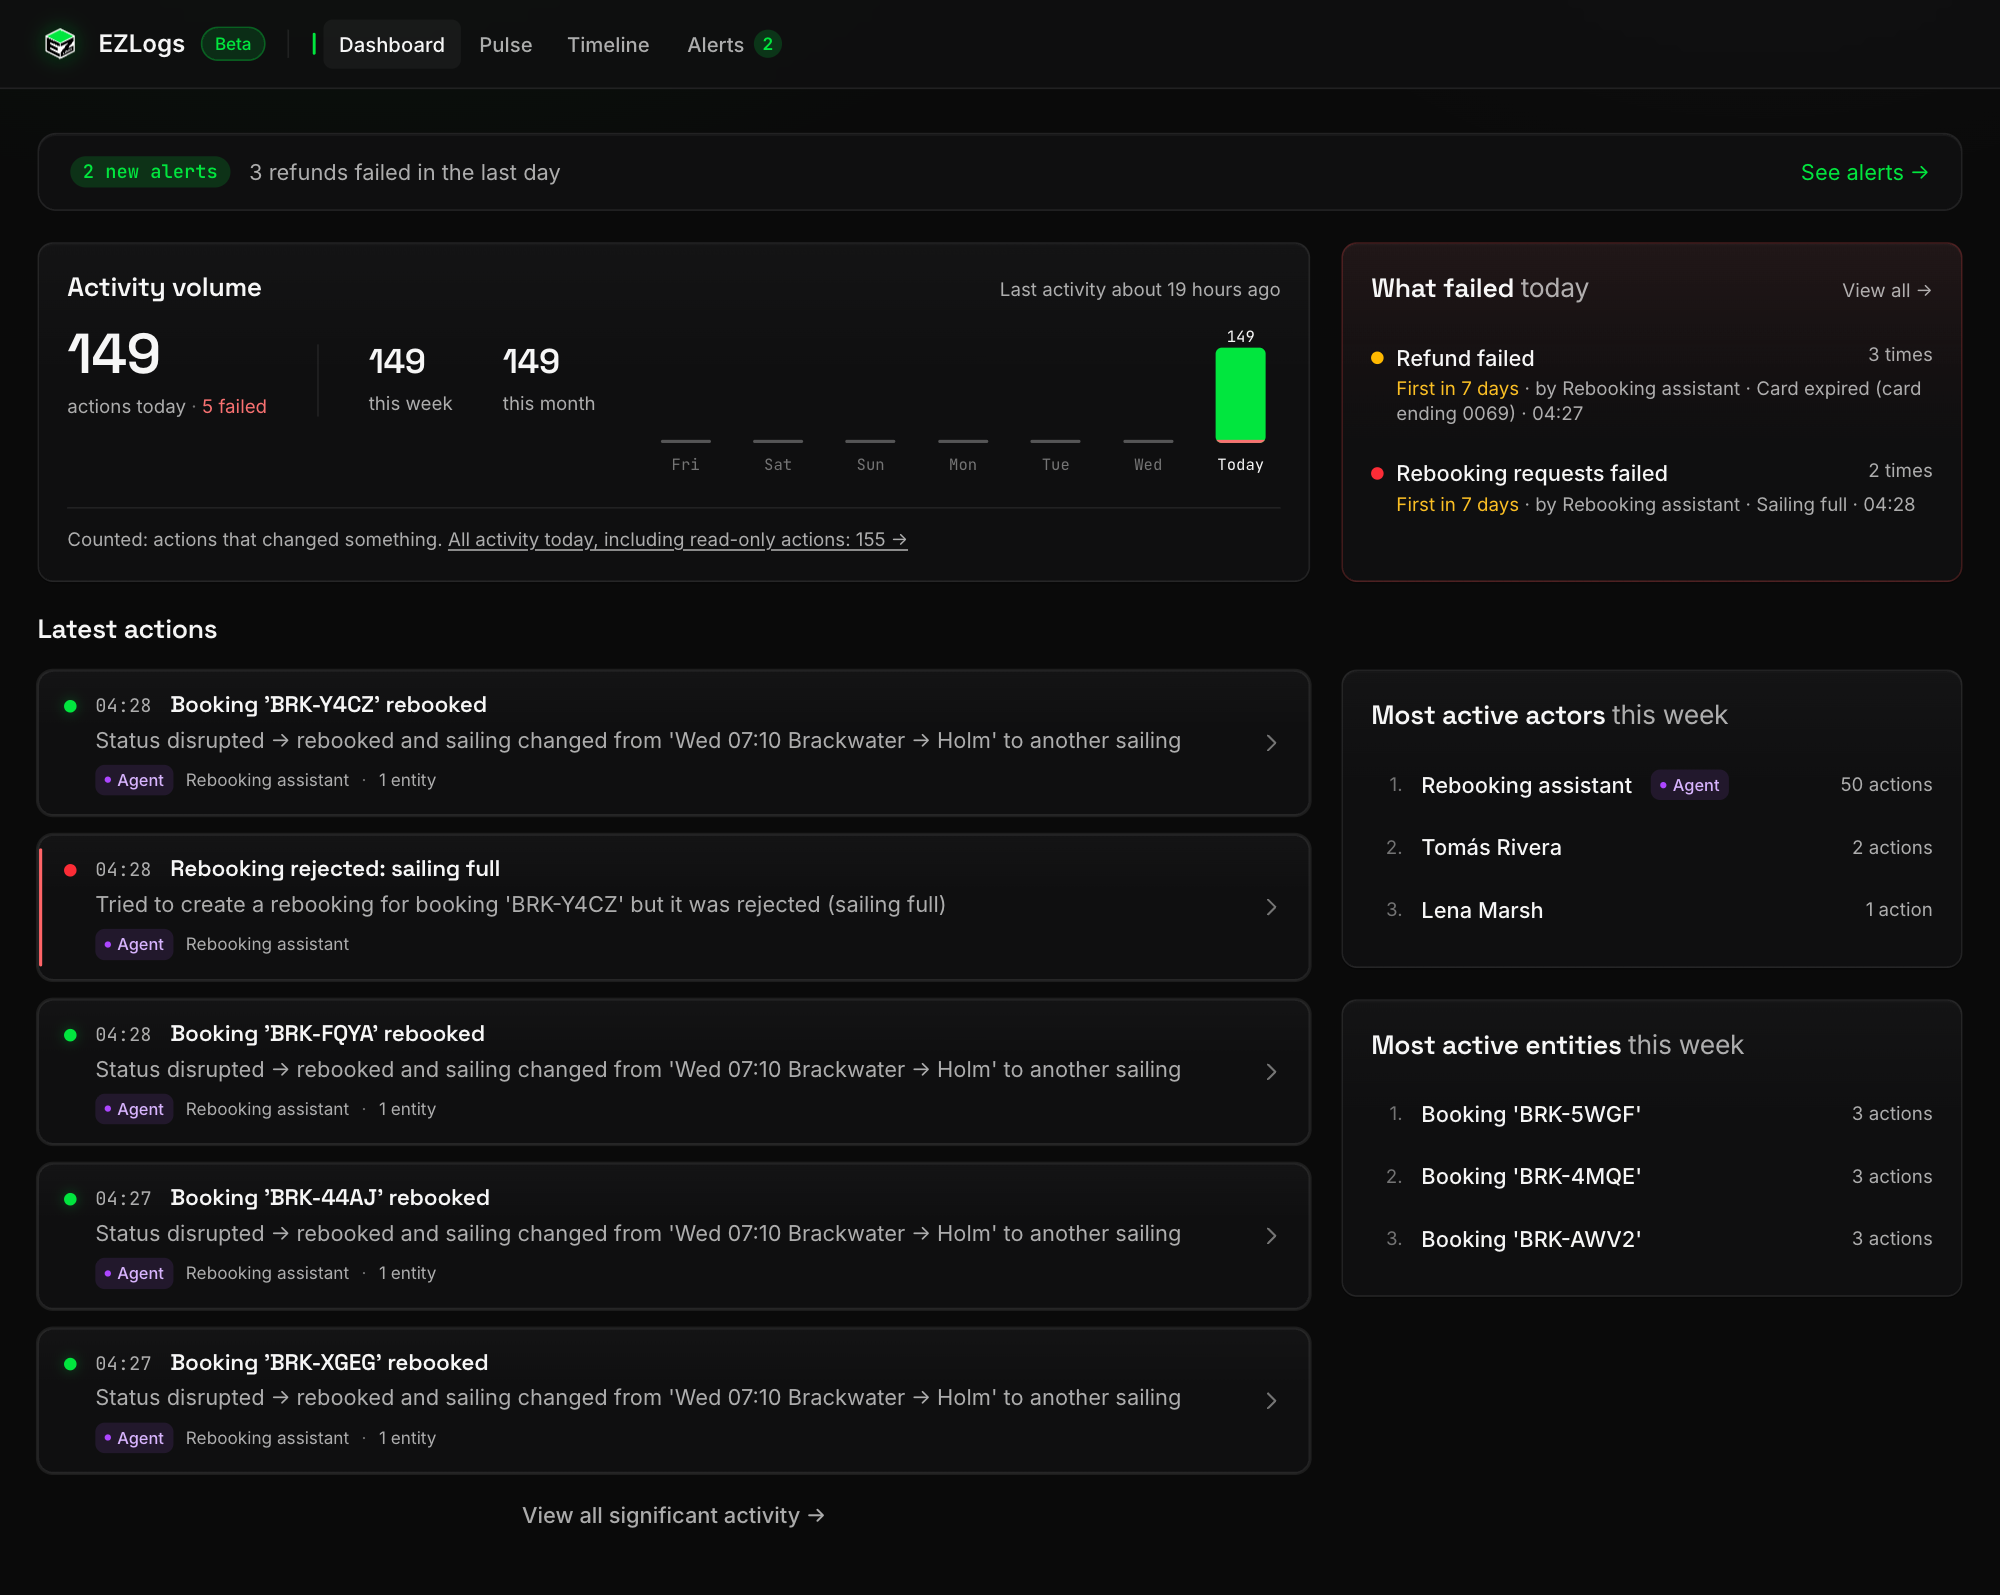 EZLogs Beta Dashboard Pulse Timeline Alerts 2
2 new alerts 3 refunds failed in the last day See alerts →
Activity volume Last activity about 19 hours ago
149
actions today · 5 failed
149
this week
149
this month
149
Fri Sat Sun Mon Tue Wed Today
Counted: actions that changed something. All activity today, including read-only actions: 155 →
What failed today View all →
Refund failed 3 times
First in 7 days · by Rebooking assistant · Card expired (card
ending 0069) · 04:27
Rebooking requests failed 2 times
First in 7 days · by Rebooking assistant · Sailing full · 04:28
Latest actions
04:28 Booking 'BRK-Y4CZ' rebooked
Status disrupted → rebooked and sailing changed from 'Wed 07:10 Brackwater → Holm' to another sailing
Agent Rebooking assistant · 1 entity
04:28 Rebooking rejected: sailing full
Tried to create a rebooking for booking 'BRK-Y4CZ' but it was rejected (sailing full)
Agent Rebooking assistant
04:28 Booking 'BRK-FQYA' rebooked
Status disrupted → rebooked and sailing changed from 'Wed 07:10 Brackwater → Holm' to another sailing
Agent Rebooking assistant · 1 entity
04:27 Booking 'BRK-44AJ' rebooked
Status disrupted → rebooked and sailing changed from 'Wed 07:10 Brackwater → Holm' to another sailing
Agent Rebooking assistant · 1 entity
04:27 Booking 'BRK-XGEG' rebooked
Status disrupted → rebooked and sailing changed from 'Wed 07:10 Brackwater → Holm' to another sailing
Agent Rebooking assistant · 1 entity
View all significant activity →
Most active actors this week
1. Rebooking assistant Agent 50 actions
2. Tomás Rivera 2 actions
3. Lena Marsh 1 action
Most active entities this week
1. Booking 'BRK-5WGF' 3 actions
2. Booking 'BRK-4MQE' 3 actions
3. Booking 'BRK-AWV2' 3 actions